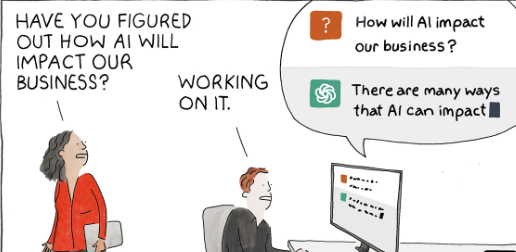 HAVE YOU FIGURED
OUT HOW AI WILL
IMPACT OUR
BUSINESS?
WORKING
ON IT.
?
How will AI impact
our business?
There are many ways
that AI can impact